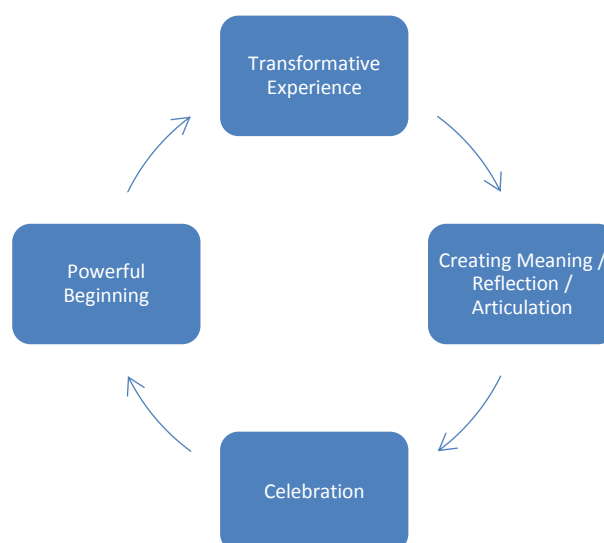 Transformative
Experience
Creating Meaning /
Reflection /
Articulation
Celebration
Powerful
Beginning